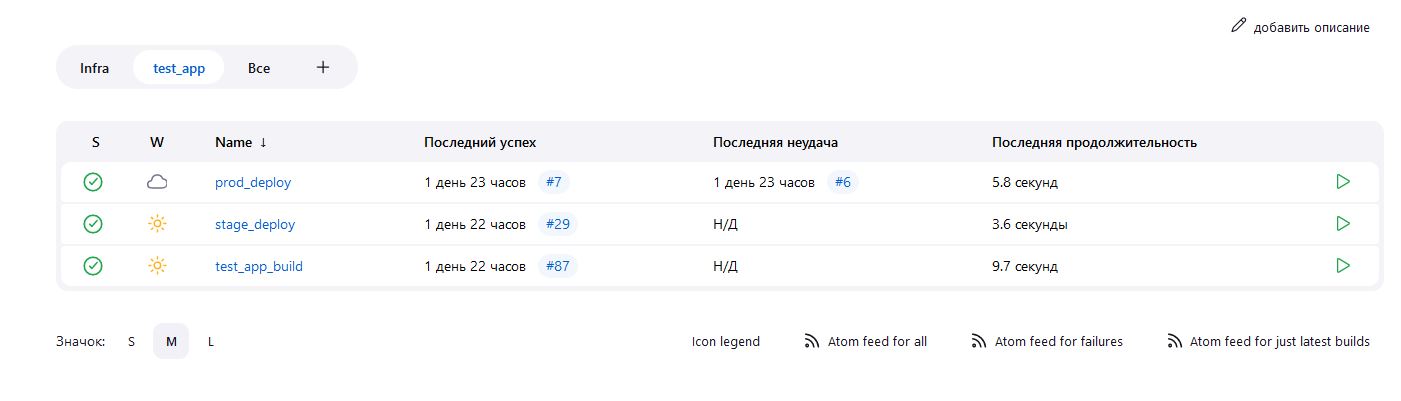 добавить описание
Infra test_app Все +
S W Name ↓ Последний успех Последняя неудача Последняя продолжительность
prod_deploy 1 день 23 часов #7 1 день 23 часов #6 5.8 секунд
stage_deploy 1 день 22 часов #29 Н/Д 3.6 секунды
test_app_build 1 день 22 часов #87 Н/Д 9.7 секунд
Значок: S M L Icon legend Atom feed for all Atom feed for failures Atom feed for just latest builds